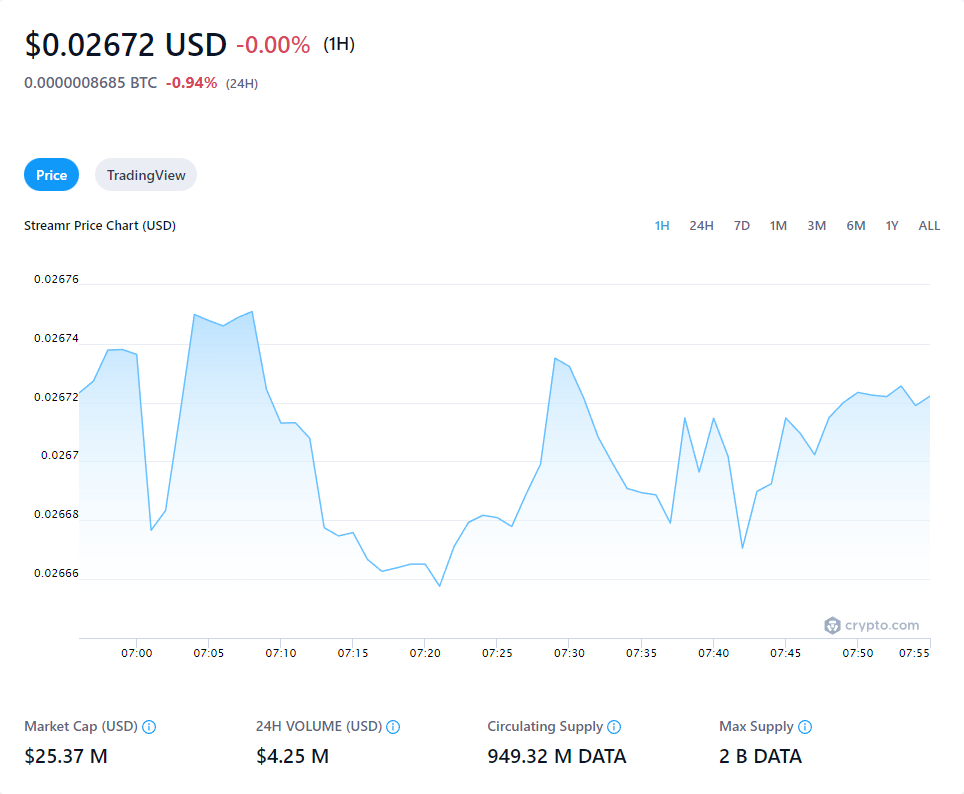 $0.02672 USD -0.00% (1H)
0.0000008685 BTC -0.94% (24H)
Price TradingView
Streamr Price Chart (USD) 1H 24H 7D 1M 3M 6M 1Y ALL
0.02676
0.02674
0.02672
0.0267
0.02668
0.02666
crypto.com
07:00 07:05 07:10 07:15 07:20 07:25 07:30 07:35 07:40 07:45 07:50 07:55
Market Cap (USD) 24H VOLUME (USD) Circulating Supply Max Supply
$25.37 M $4.25 M 949.32 M DATA 2 B DATA